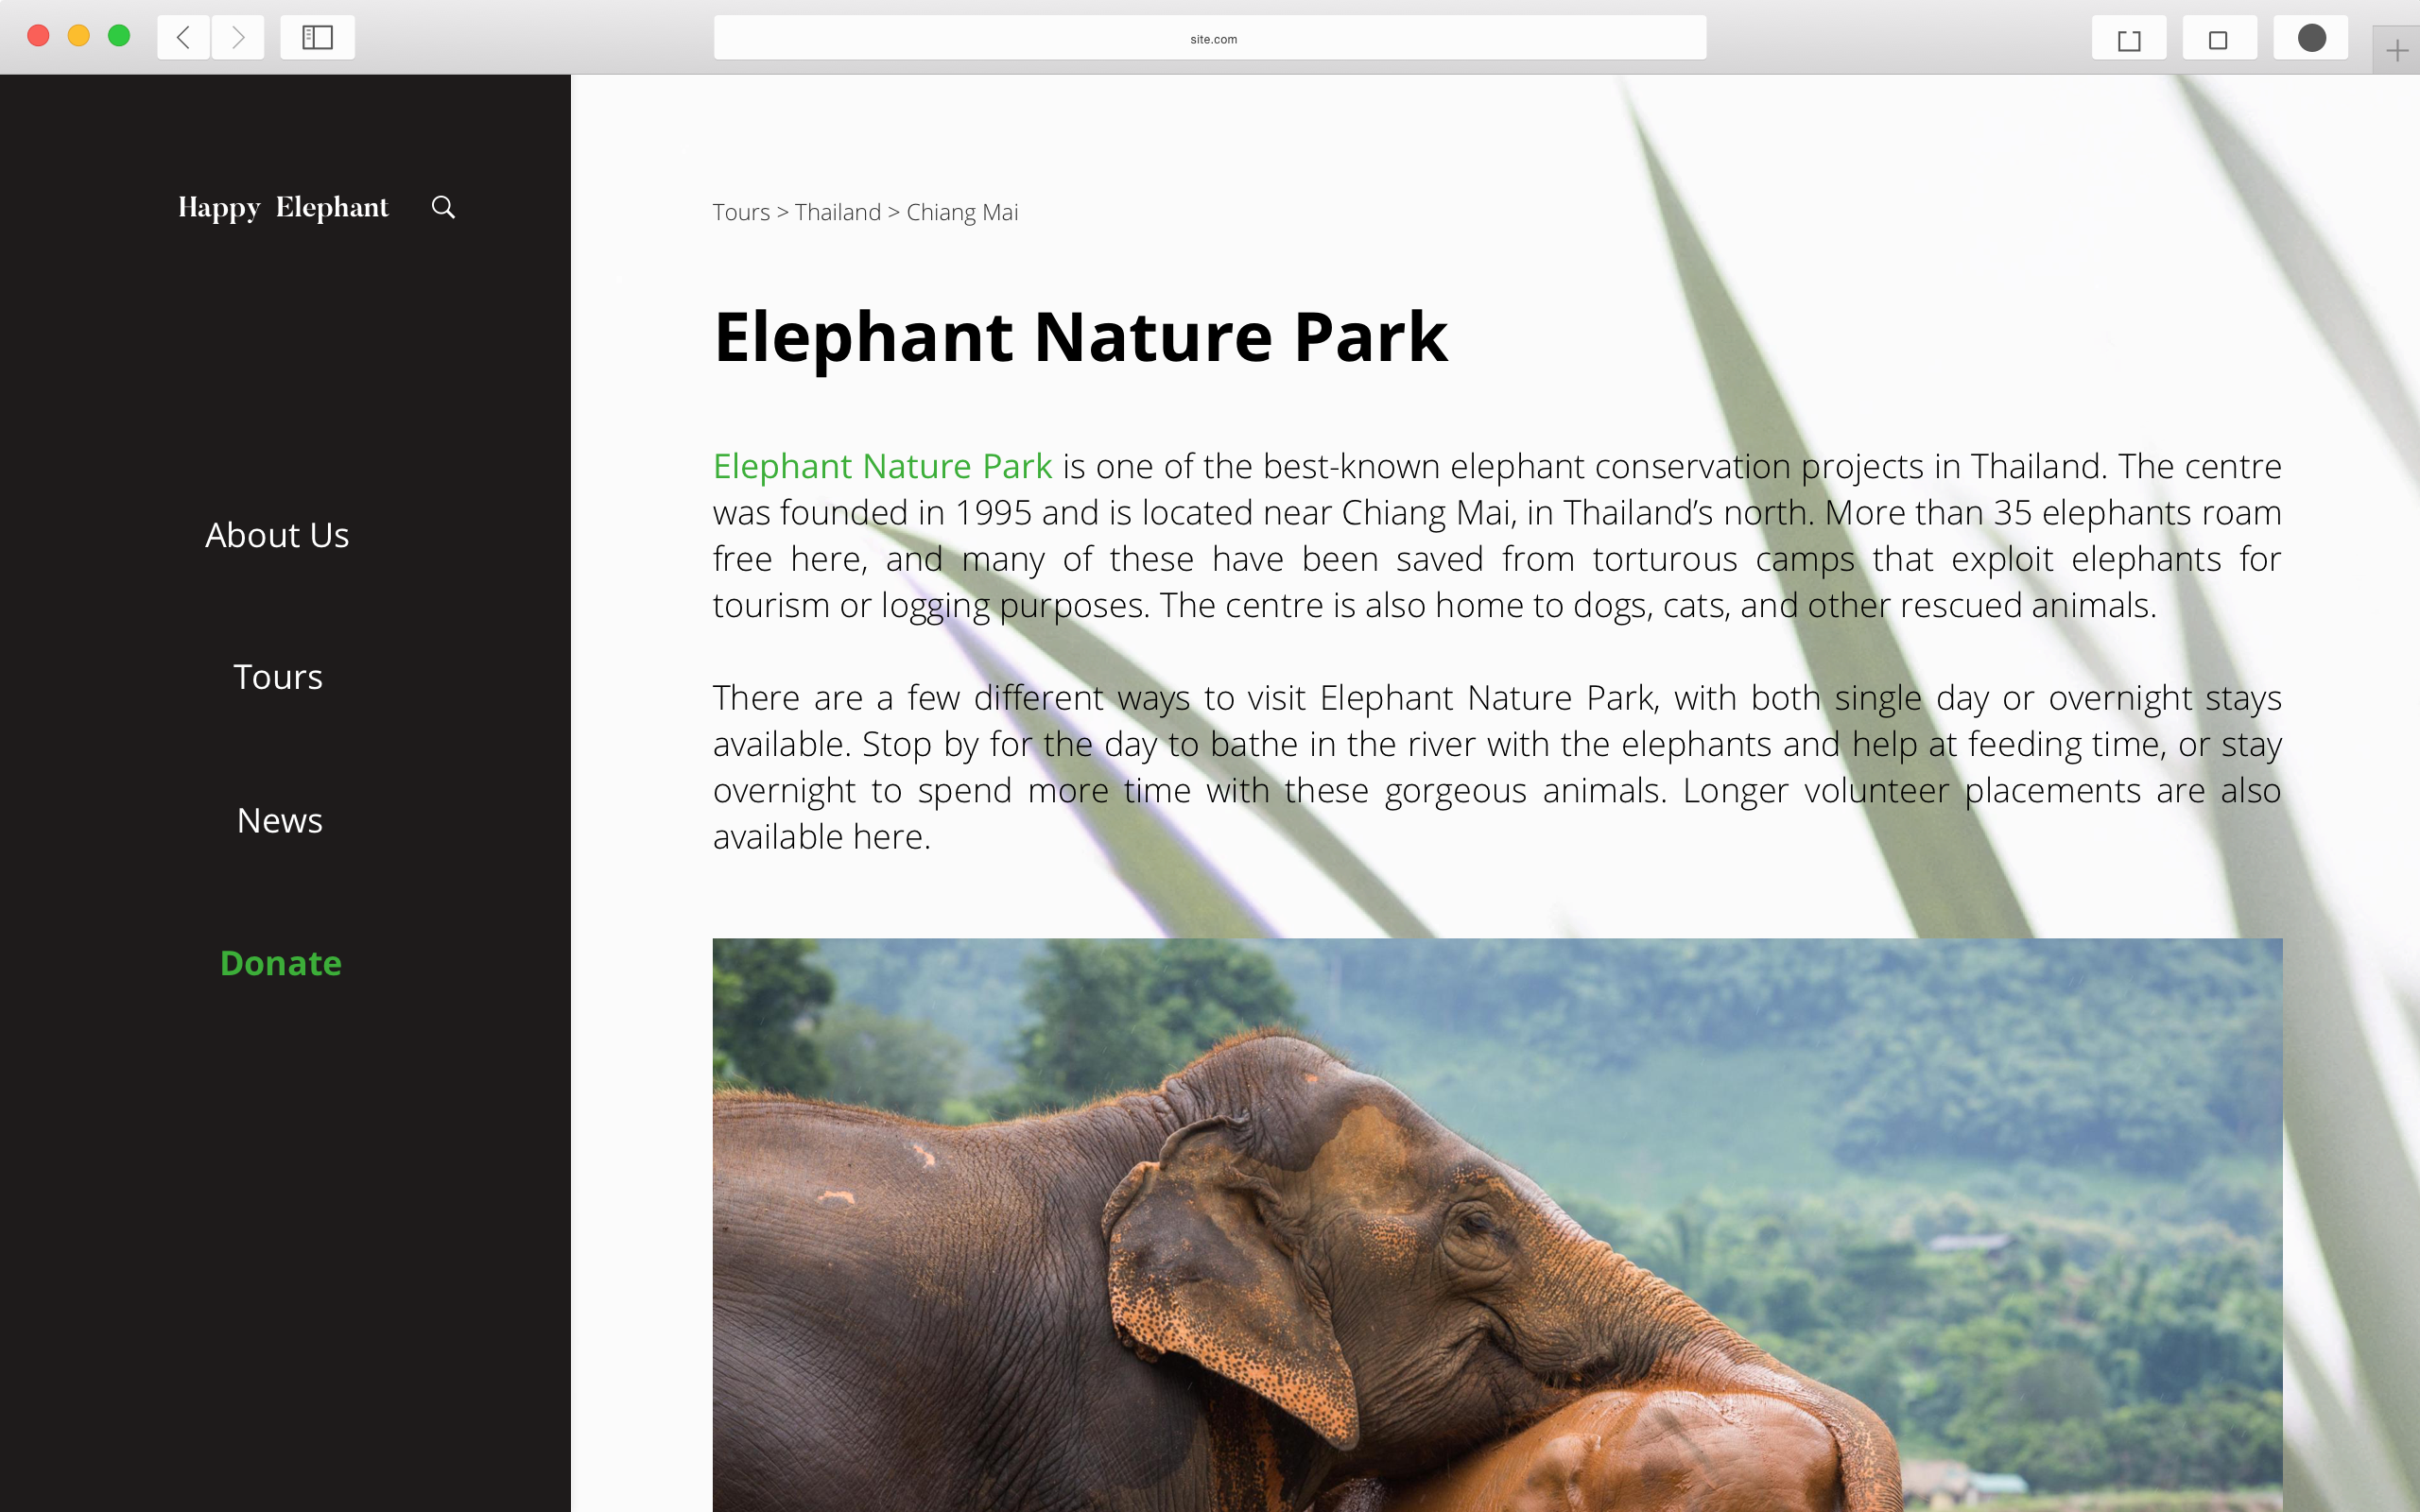 site.com
Happy Elephant
About Us
Tours
News
Donate
Tours > Thailand > Chiang Mai
Elephant Nature Park
Elephant Nature Park is one of the best-known elephant conservation projects in Thailand. The centre
was founded in 1995 and is located near Chiang Mai, in Thailand’s north. More than 35 elephants roam
free here, and many of these have been saved from torturous camps that exploit elephants for
tourism or logging purposes. The centre is also home to dogs, cats, and other rescued animals.
There are a few different ways to visit Elephant Nature Park, with both single day or overnight stays
available. Stop by for the day to bathe in the river with the elephants and help at feeding time, or stay
overnight to spend more time with these gorgeous animals. Longer volunteer placements are also
available here.